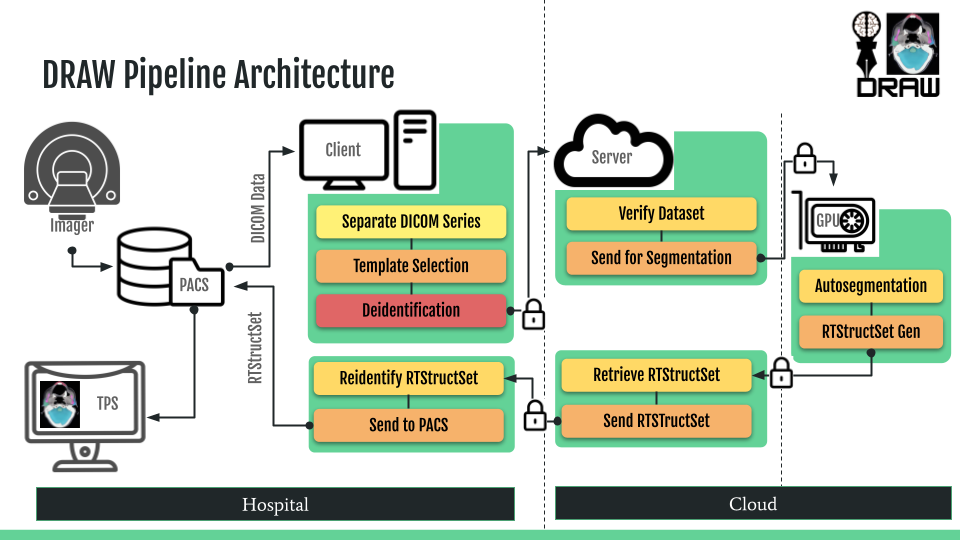 DRAW Pipeline Architecture
DRAW
Imager
DICOM Data
Client
Separate DICOM Series
Template Selection
Deidentification
Server
Verify Dataset
Send for Segmentation
GPU
Autosegmentation
RTStructSet Gen
PACS
RTStructSet
Reidentify RTStructSet
Send to PACS
Retrieve RTStructSet
Send RTSTructSet
TPS
Hospital
Cloud